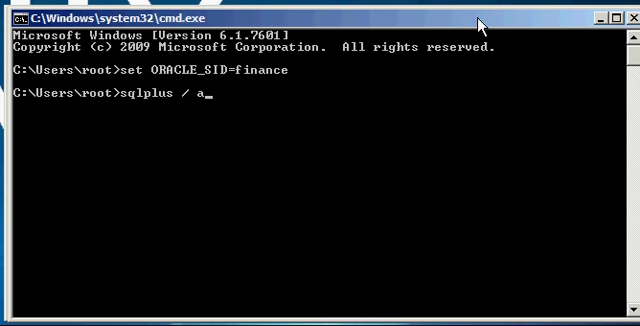 C:\Windows\system32\cmd.exe
Microsoft Windows [Version 6.1.7601]
Copyright (c) 2009 Microsoft Corporation.  All rights reserved.
C:\Users\root>set ORACLE_SID=finance
C:\Users\root>sqlplus / a_